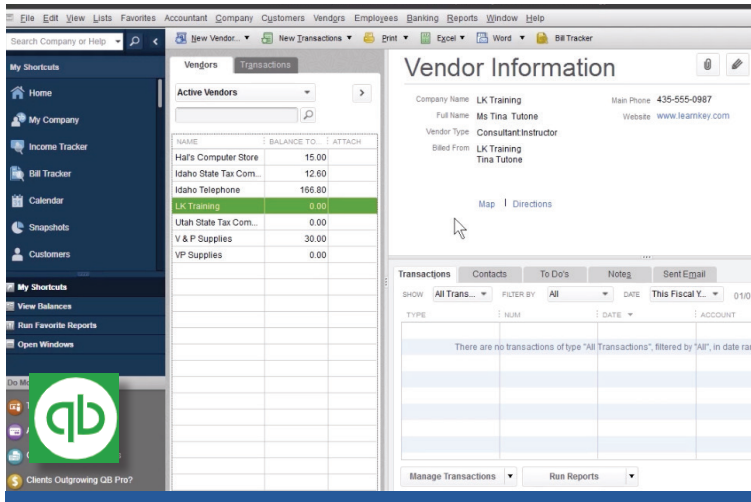 File Edit View Lists Favorites Accountant Company Customers Vendors Employees Banking Reports Window Help
Search Company or Help
New Vendor... New Transactions Print Excel Word Bill Tracker
My Shortcuts
Home
My Company
Income Tracker
Bill Tracker
Calendar
Snapshots
Customers
My Shortcuts
View Balances
Run Favorite Reports
Open Windows
qb
Clients Outgrowing QB Pro?
Vendors Transactions
Active Vendors
NAME BALANCE TO... ATTACH
Hal's Computer Store 15.00
Idaho State Tax Com... 12.60
Idaho Telephone 166.80
LK Training 0.00
Utah State Tax Com... 0.00
V & P Supplies 30.00
VP Supplies 0.00
Vendor Information
Company Name LK Training Main Phone 435-555-0987
Full Name Ms Tina Tutone Website www.learnkey.com
Vendor Type Consultant:Instructor
Billed From LK Training
Tina Tutone
Map | Directions
Transactions Contacts To Do's Notes Sent Email
SHOW All Trans... FILTER BY All DATE This Fiscal Y... 01/0
TYPE NUM DATE ACCOUNT
There are no transactions of type "All Transactions", filtered by "All", in date ra
Manage Transactions Run Reports